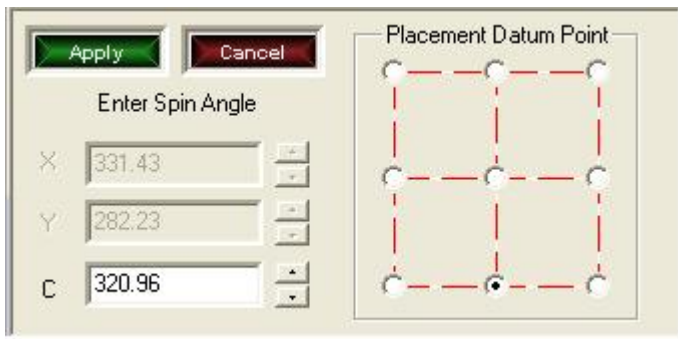 Apply
Cancel
Enter Spin Angle
X 331.43
Y 282.23
C 320.96
Placement Datum Point